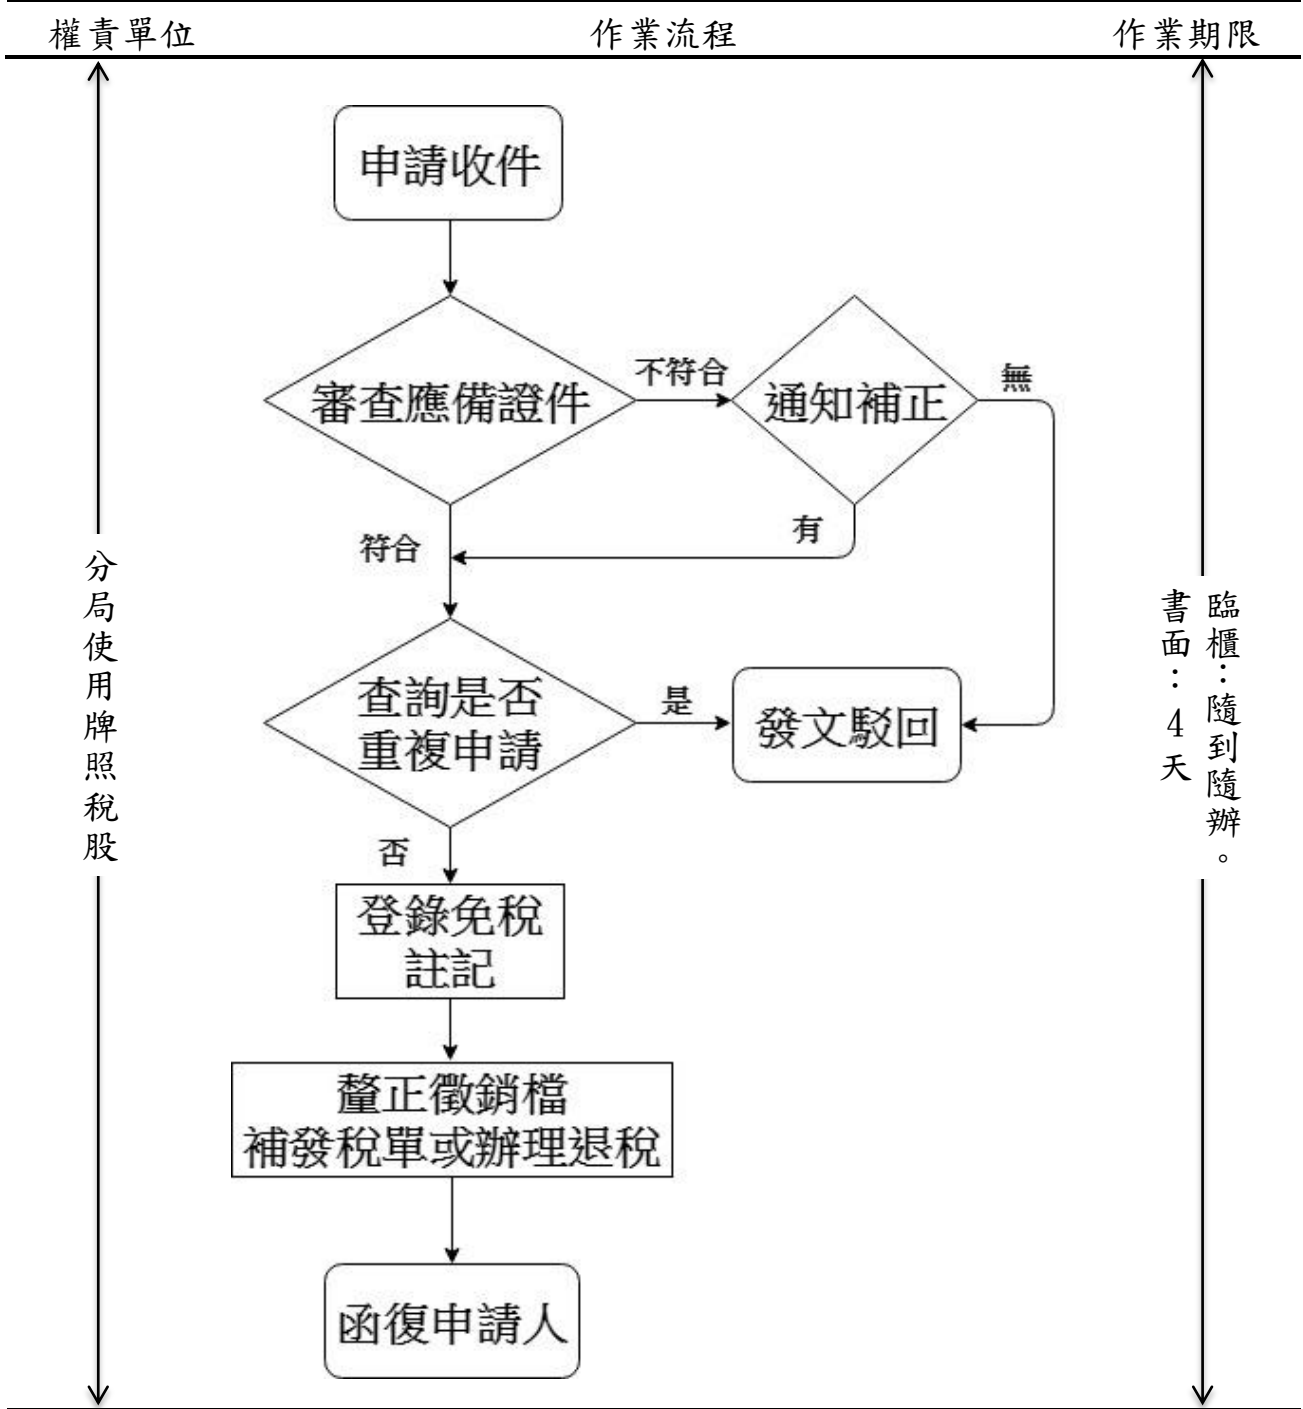 權責單位
作業流程
作業期限
申請收件
審查應備證件
不符合
通知補正
無
有
符合
查詢是否
重複申請
是
發文駁回
否
登錄免稅
註記
釐正徵銷檔
補發稅單或辦理退稅
函復申請人
分局使用牌照稅股
臨櫃：隨到隨辦。
書面：4天